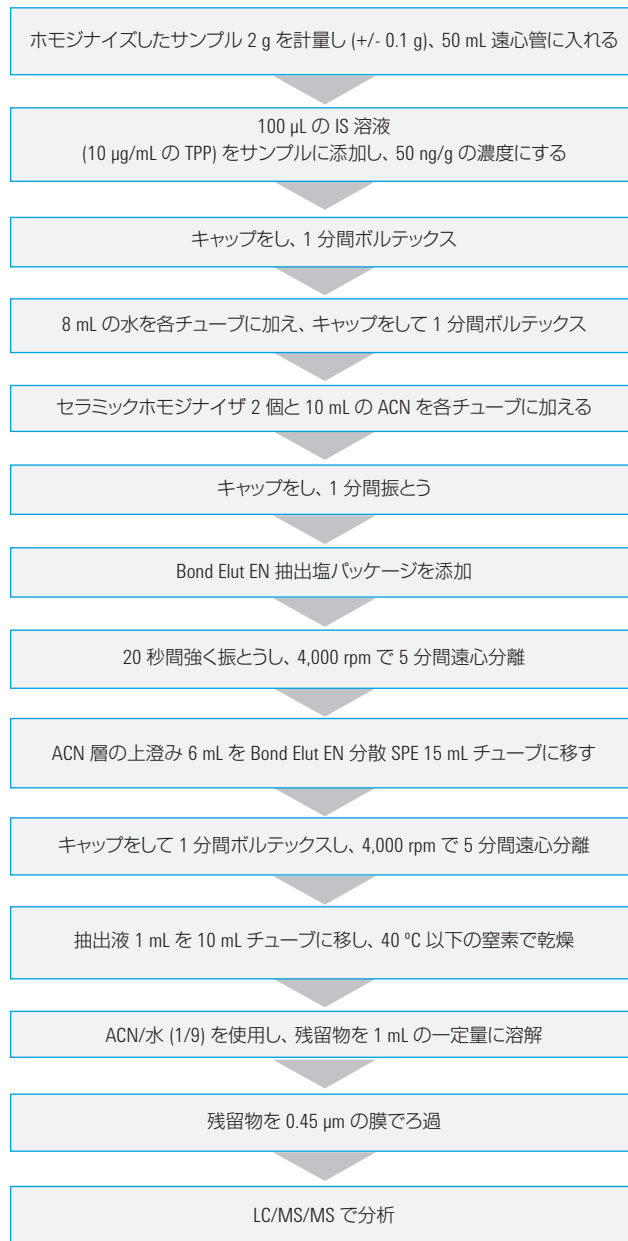 ホモジナイズしたサンプル 2 g を計量し (+/- 0.1 g)、50 mL 遠心管に入れる
100 µL の IS 溶液
(10 µg/mL の TPP) をサンプルに添加し、50 ng/g の濃度にする
キャップをし、1 分間ボルテックス
8 mL の水を各チューブに加え、キャップをして 1 分間ボルテックス
セラミックホモジナイザ 2 個と 10 mL の ACN を各チューブに加える
キャップをし、1 分間振とう
Bond Elut EN 抽出塩パッケージを添加
20 秒間強く振とうし、4,000 rpm で 5 分間遠心分離
ACN 層の上澄み 6 mL を Bond Elut EN 分散 SPE 15 mL チューブに移す
キャップをして 1 分間ボルテックスし、4,000 rpm で 5 分間遠心分離
抽出液 1 mL を 10 mL チューブに移し、40 ºC 以下の窒素で乾燥
ACN/水 (1/9) を使用し、残留物を 1 mL の一定量に溶解
残留物を 0.45 µm の膜でろ過
LC/MS/MS で分析